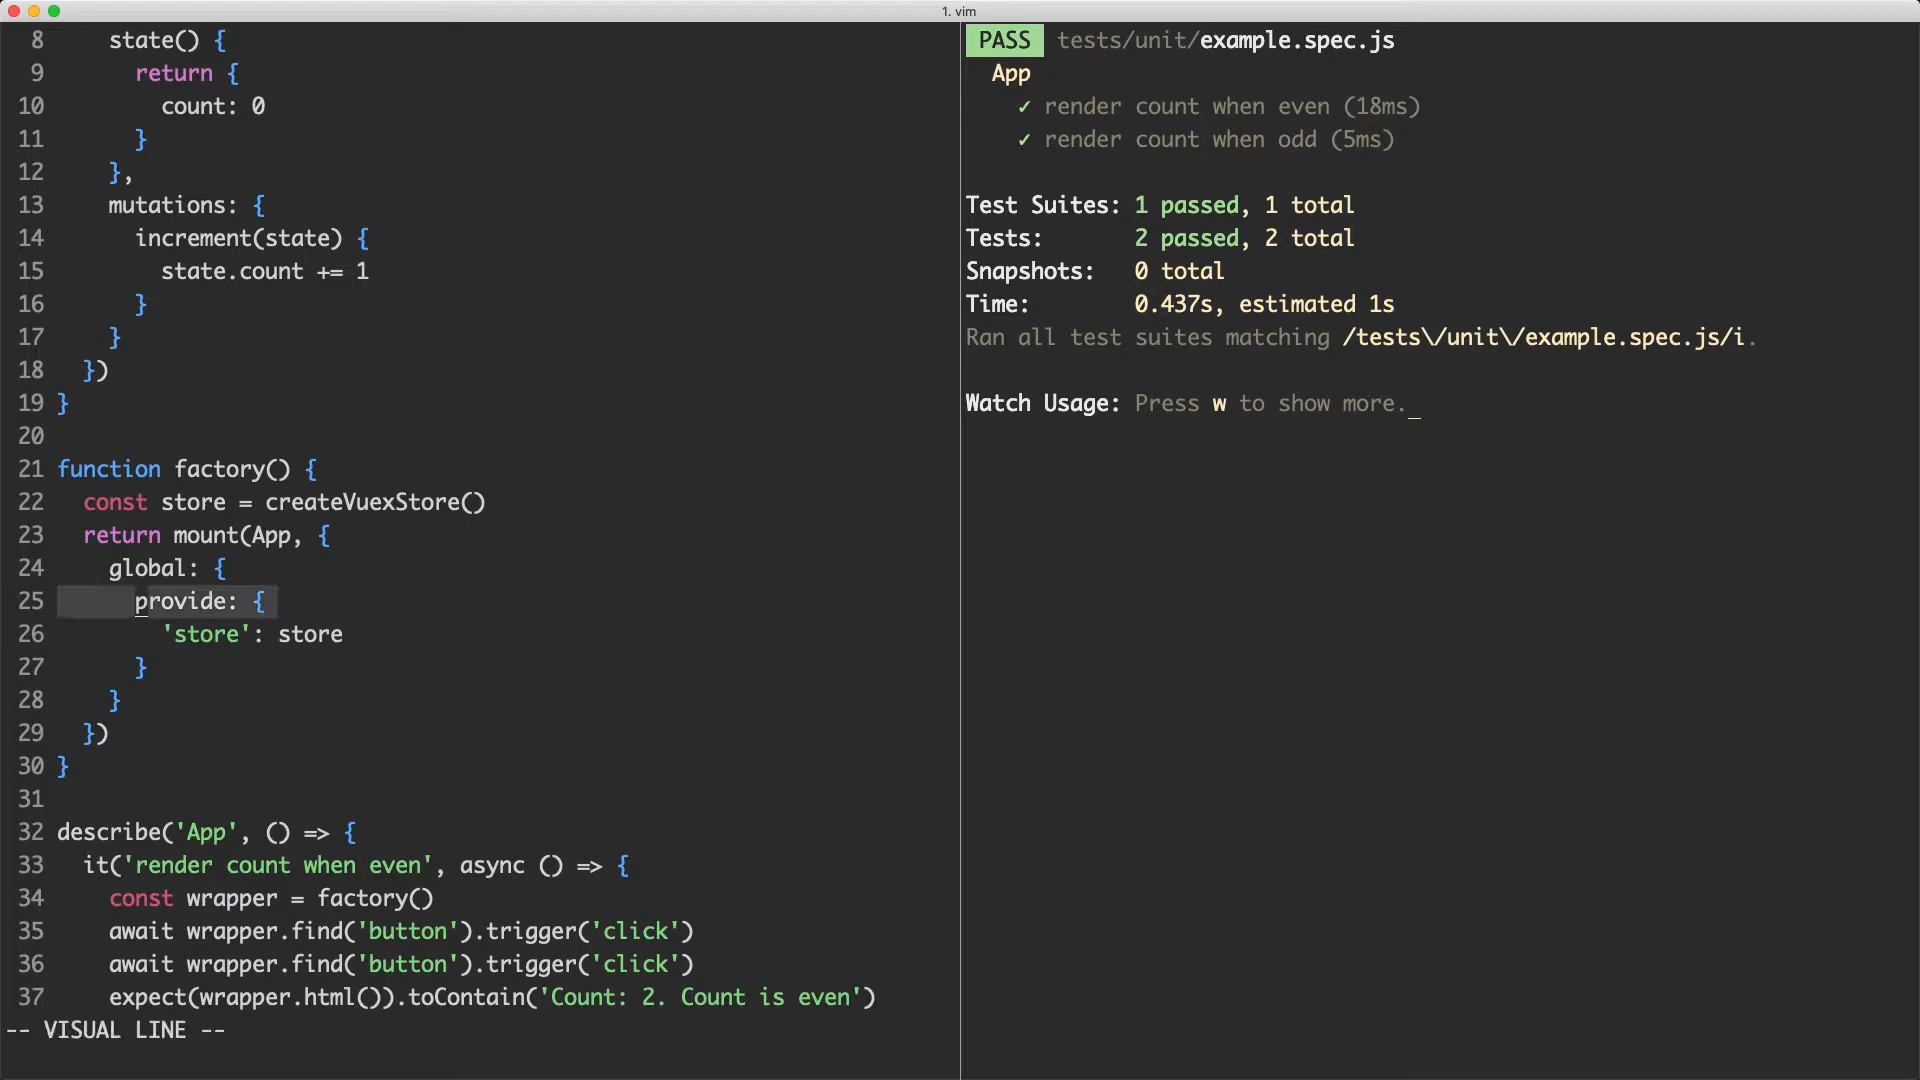 1. vim
8     state() {
9       return {
10         count: 0
11       }
12     },
13     mutations: {
14       increment(state) {
15         state.count += 1
16       }
17     }
18   })
19 }
20
21 function factory() {
22   const store = createVuexStore()
23   return mount(App, {
24     global: {
25       provide: {
26         'store': store
27       }
28     }
29   })
30 }
31
32 describe('App', () => {
33   it('render count when even', async () => {
34     const wrapper = factory()
35     await wrapper.find('button').trigger('click')
36     await wrapper.find('button').trigger('click')
37     expect(wrapper.html()).toContain('Count: 2. Count is even')
-- VISUAL LINE --
PASS tests/unit/example.spec.js
App
✓ render count when even (18ms)
✓ render count when odd (5ms)
Test Suites: 1 passed, 1 total
Tests:       2 passed, 2 total
Snapshots:   0 total
Time:        0.437s, estimated 1s
Ran all test suites matching /tests\/unit\/example.spec.js/i.
Watch Usage: Press w to show more.